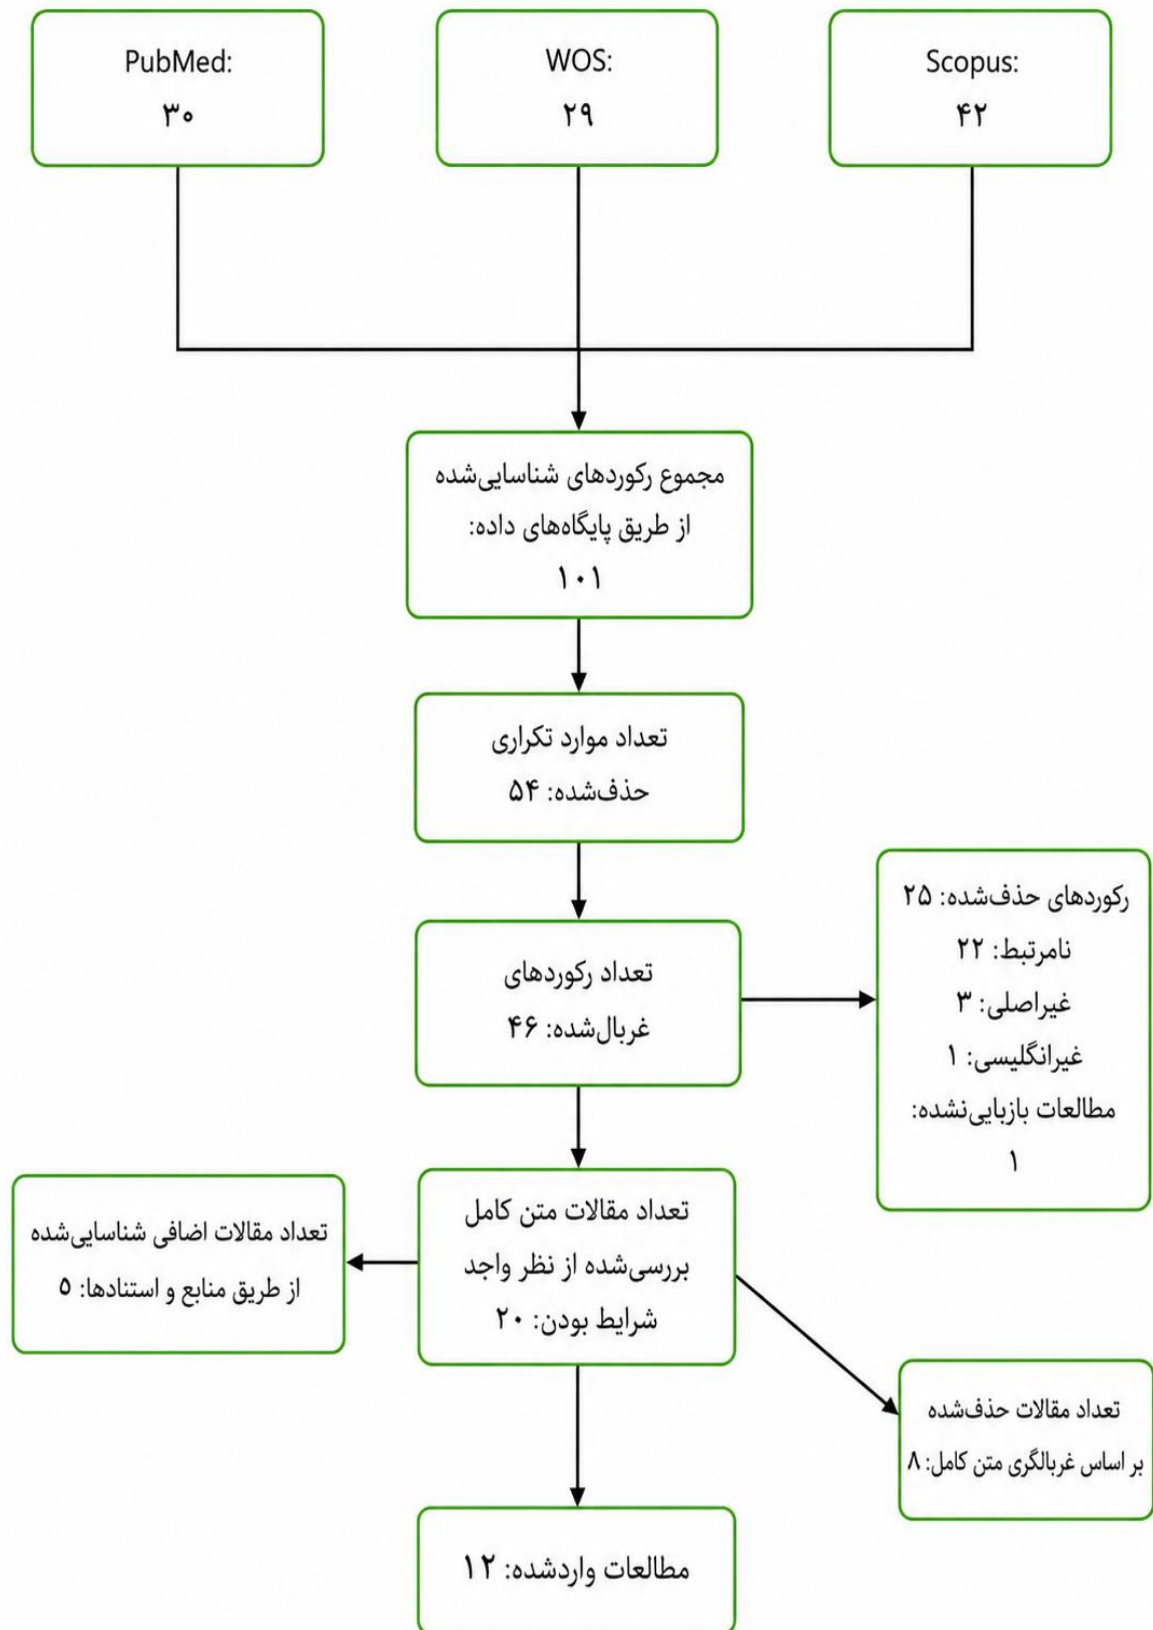 PubMed:
۳۰
WOS:
۲۹
Scopus:
۴۲
مجموع رکوردهای شناسایی‌شده
از طریق پایگاه‌های داده:
۱۰۱
تعداد موارد تکراری
حذف‌شده: ۵۴
تعداد رکوردهای
غربال‌شده: ۴۶
رکوردهای حذف‌شده: ۲۵
نامرتبط: ۲۲
غیراصلی: ۳
غیرانگلیسی: ۱
مطالعات بازیابی‌نشده:
۱
تعداد مقالات متن کامل
بررسی‌شده از نظر واجد
شرایط بودن: ۲۰
تعداد مقالات اضافی شناسایی‌شده
از طریق منابع و استنادها: ۵
تعداد مقالات حذف‌شده
بر اساس غربالگری متن کامل: ۸
مطالعات واردشده: ۱۲